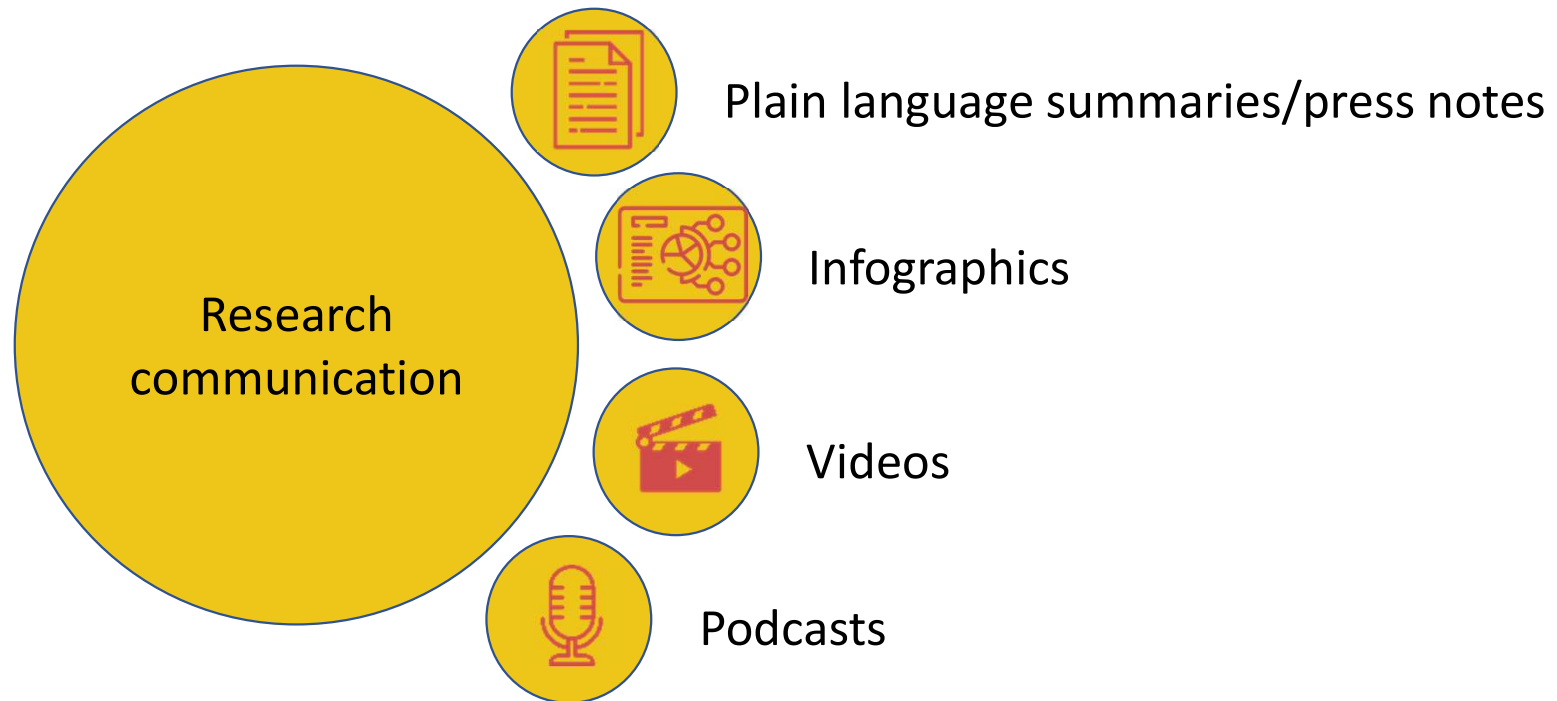 Plain language summaries/press notes
Infographics
Research
communication
Videos
Podcasts